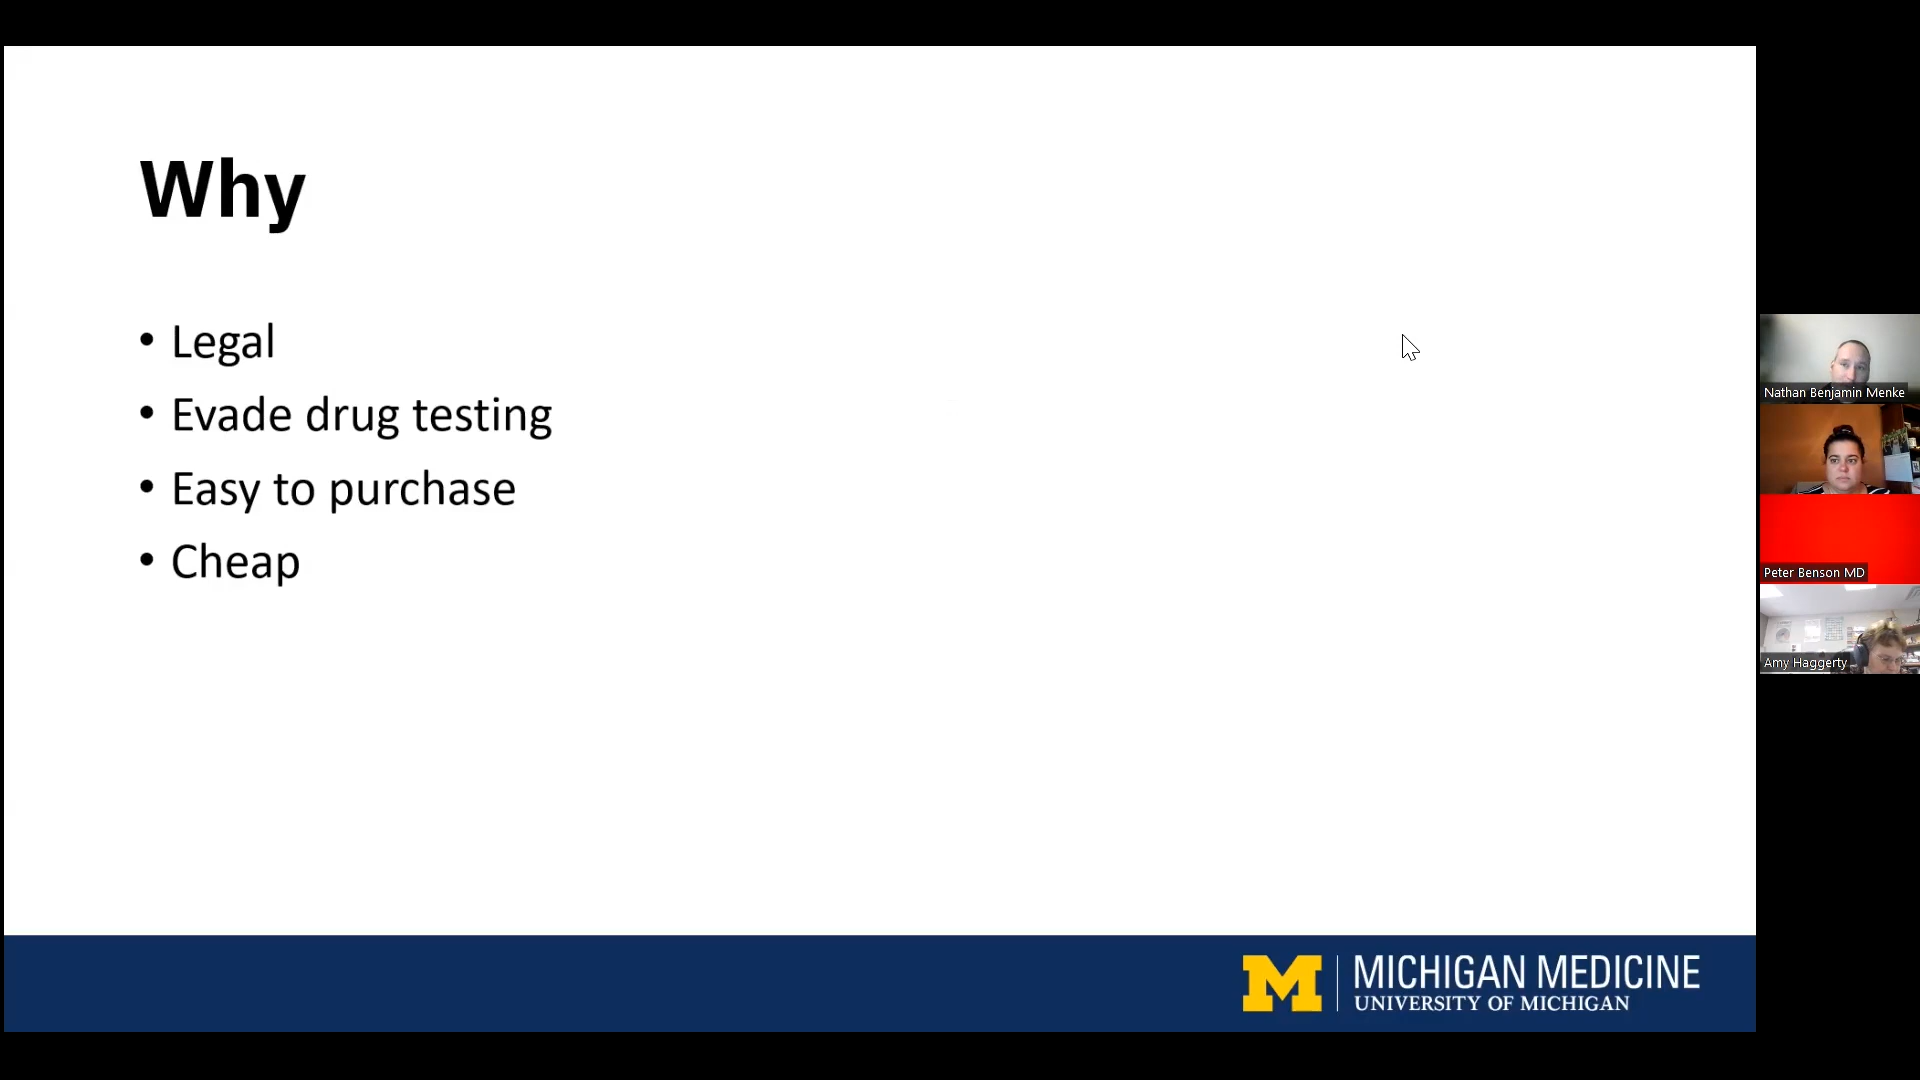 Why
• Legal
• Evade drug testing
• Easy to purchase
• Cheap
M | MICHIGAN MEDICINE
UNIVERSITY OF MICHIGAN
Nathan Benjamin Menke
Peter Benson MD
Amy Haggerty